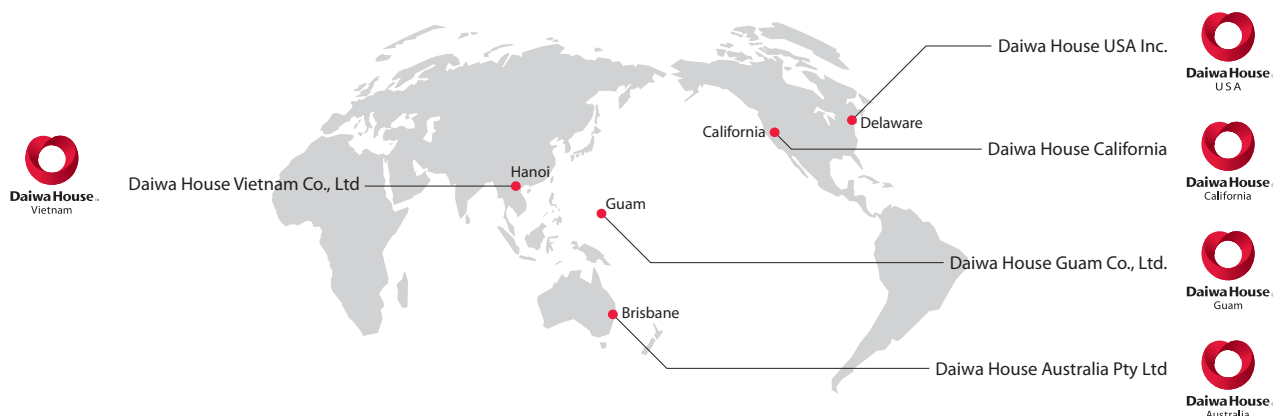 Daiwa House USA Inc.
Daiwa House
USA
California
Delaware
Daiwa House California
Daiwa House
California
Daiwa House
Vietnam
Daiwa House Vietnam Co., Ltd
Hanoi
Guam
Daiwa House Guam Co., Ltd.
Daiwa House
Guam
Brisbane
Daiwa House Australia Pty Ltd
Daiwa House
Australia